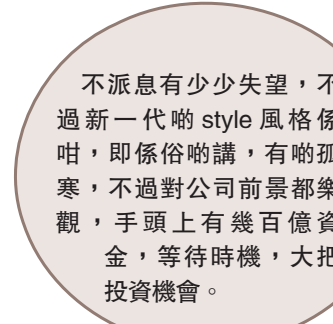 不派息有少少失望，不
過新一代啲 style 風格係
咁，即係俗啲講，有啲孤
寒，不過對公司前景都樂
觀，手頭上有幾百億資
金，等待時機，大把
投資機會。